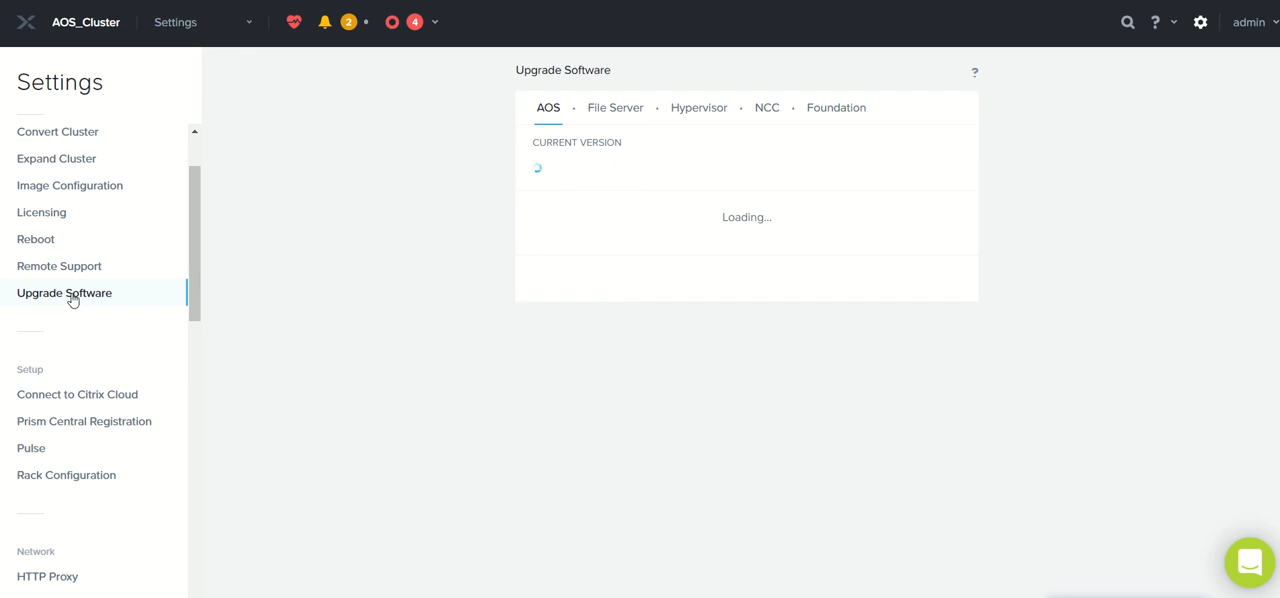 AOS_Cluster Settings 2 4 ? admin
Settings
Convert Cluster
Expand Cluster
Image Configuration
Licensing
Reboot
Remote Support
Upgrade Software
Setup
Connect to Citrix Cloud
Prism Central Registration
Pulse
Rack Configuration
Network
HTTP Proxy
Upgrade Software ?
AOS · File Server · Hypervisor · NCC · Foundation
CURRENT VERSION
Loading...